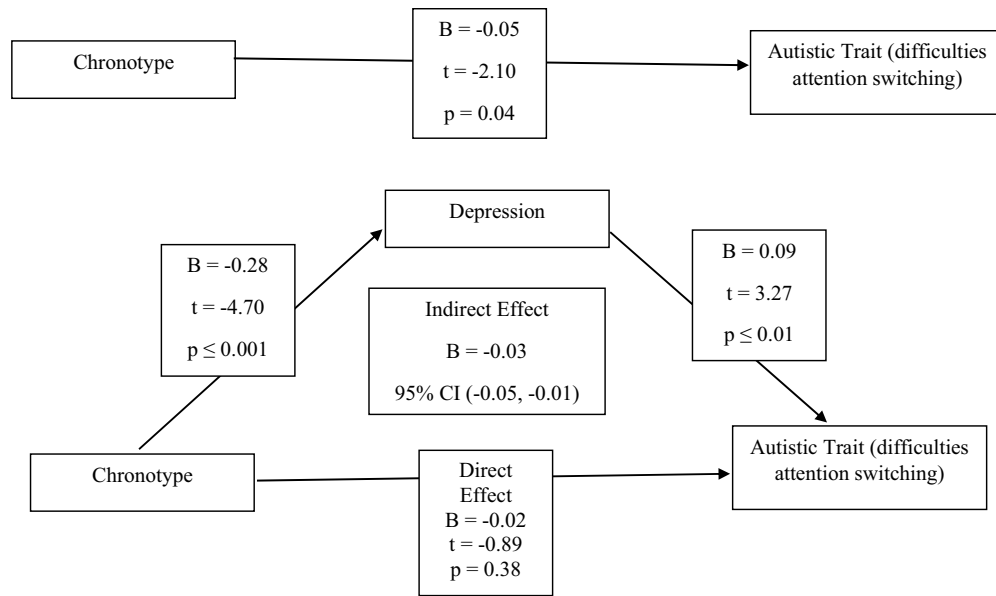 Chronotype
B = -0.05
t = -2.10
p = 0.04
Autistic Trait (difficulties
attention switching)
Depression
B = -0.28
t = -4.70
p ≤ 0.001
Indirect Effect
B = -0.03
95% CI (-0.05, -0.01)
B = 0.09
t = 3.27
p ≤ 0.01
Chronotype
Direct
Effect
B = -0.02
t = -0.89
p = 0.38
Autistic Trait (difficulties
attention switching)